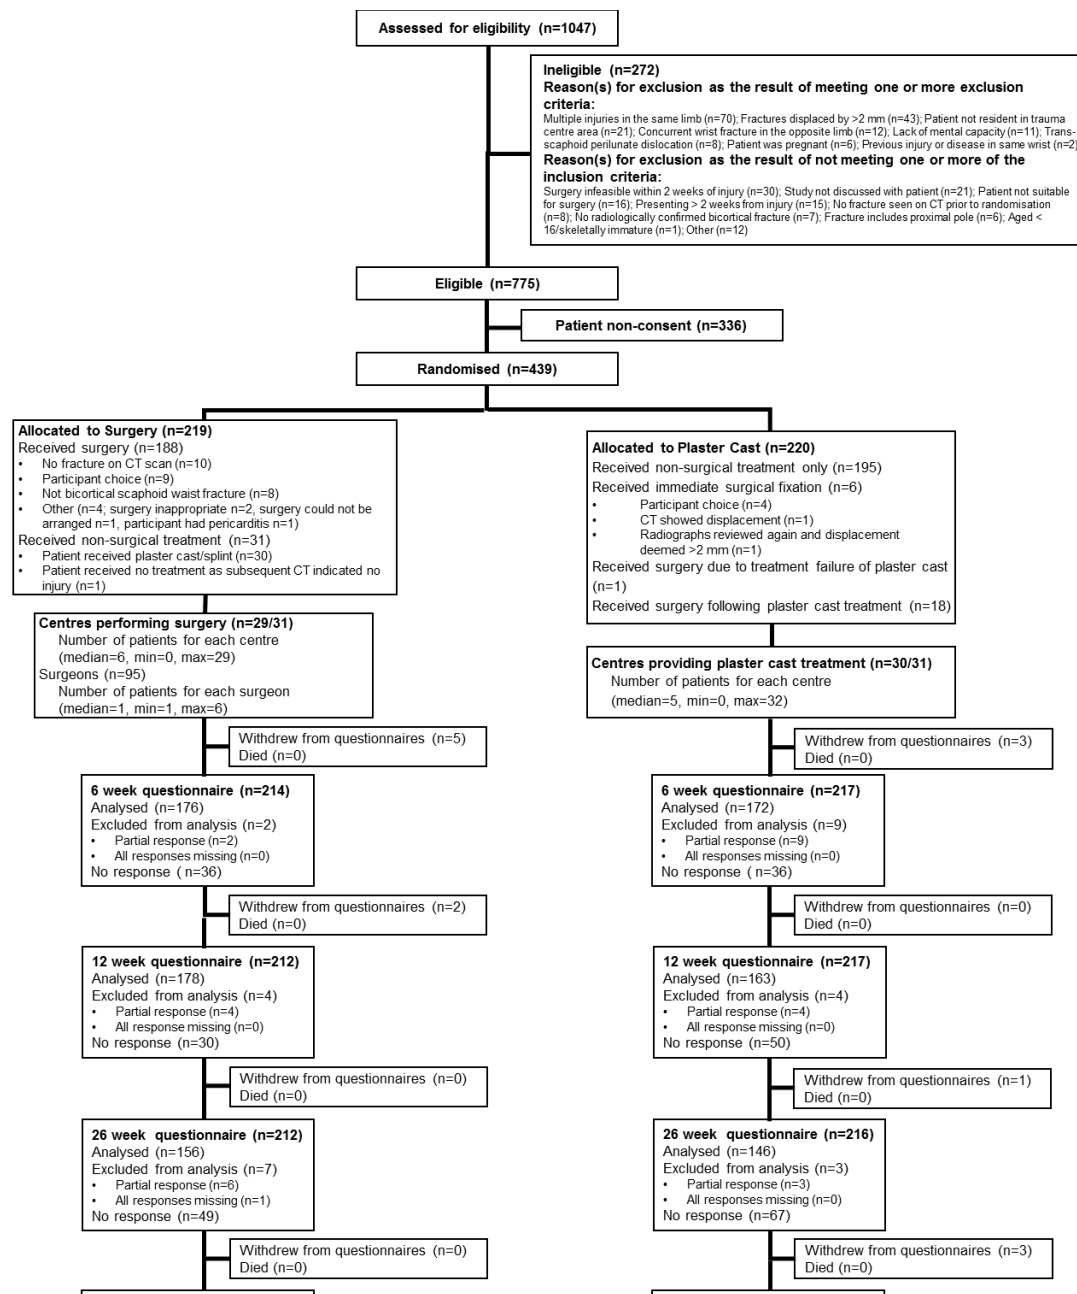 Assessed for eligibility (n=1047)
Ineligible (n=272)
Reason(s) for exclusion as the result of meeting one or more exclusion
criteria:
Multiple injuries in the same limb (n=70); Fractures displaced by >2 mm (n=43); Patient not resident in trauma
centre area (n=21); Concurrent wrist fracture in the opposite limb (n=12); Lack of mental capacity (n=11); Trans-
scaphoid perilunate dislocation (n=8); Patient was pregnant (n=6); Previous injury or disease in same wrist (n=2)
Reason(s) for exclusion as the result of not meeting one or more of the
inclusion criteria:
Surgery infeasible within 2 weeks of injury (n=30); Study not discussed with patient (n=21); Patient not suitable
for surgery (n=16); Presenting > 2 weeks from injury (n=15); No fracture seen on CT prior to randomisation
(n=8); No radiologically confirmed bicortical fracture (n=7); Fracture includes proximal pole (n=6); Aged <
16/skeletally immature (n=1); Other (n=12)
Eligible (n=775)
Patient non-consent (n=336)
Randomised (n=439)
Allocated to Surgery (n=219)
Received surgery (n=188)
• No fracture on CT scan (n=10)
• Participant choice (n=9)
• Not bicortical scaphoid waist fracture (n=8)
• Other (n=4; surgery inappropriate n=2, surgery could not be
arranged n=1, participant had pericarditis n=1)
Received non-surgical treatment (n=31)
• Patient received plaster cast/splint (n=30)
• Patient received no treatment as subsequent CT indicated no
injury (n=1)
Centres performing surgery (n=29/31)
Number of patients for each centre
(median=6, min=0, max=29)
Surgeons (n=95)
Number of patients for each surgeon
(median=1, min=1, max=6)
Withdrew from questionnaires (n=5)
Died (n=0)
6 week questionnaire (n=214)
Analysed (n=176)
Excluded from analysis (n=2)
• Partial response (n=2)
• All responses missing (n=0)
No response ( n=36)
Withdrew from questionnaires (n=2)
Died (n=0)
12 week questionnaire (n=212)
Analysed (n=178)
Excluded from analysis (n=4)
• Partial response (n=4)
• All response missing (n=0)
No response (n=30)
Withdrew from questionnaires (n=0)
Died (n=0)
26 week questionnaire (n=212)
Analysed (n=156)
Excluded from analysis (n=7)
• Partial response (n=6)
• All responses missing (n=1)
No response (n=49)
Withdrew from questionnaires (n=0)
Died (n=0)
Allocated to Plaster Cast (n=220)
Received non-surgical treatment only (n=195)
Received immediate surgical fixation (n=6)
• Participant choice (n=4)
• CT showed displacement (n=1)
• Radiographs reviewed again and displacement
deemed >2 mm (n=1)
Received surgery due to treatment failure of plaster cast
(n=1)
Received surgery following plaster cast treatment (n=18)
Centres providing plaster cast treatment (n=30/31)
Number of patients for each centre
(median=5, min=0, max=32)
Withdrew from questionnaires (n=3)
Died (n=0)
6 week questionnaire (n=217)
Analysed (n=172)
Excluded from analysis (n=9)
• Partial response (n=9)
• All responses missing (n=0)
No response ( n=36)
Withdrew from questionnaires (n=0)
Died (n=0)
12 week questionnaire (n=217)
Analysed (n=163)
Excluded from analysis (n=4)
• Partial response (n=4)
• All responses missing (n=0)
No response (n=50)
Withdrew from questionnaires (n=1)
Died (n=0)
26 week questionnaire (n=216)
Analysed (n=146)
Excluded from analysis (n=3)
• Partial response (n=3)
• All responses missing (n=0)
No response (n=67)
Withdrew from questionnaires (n=3)
Died (n=0)